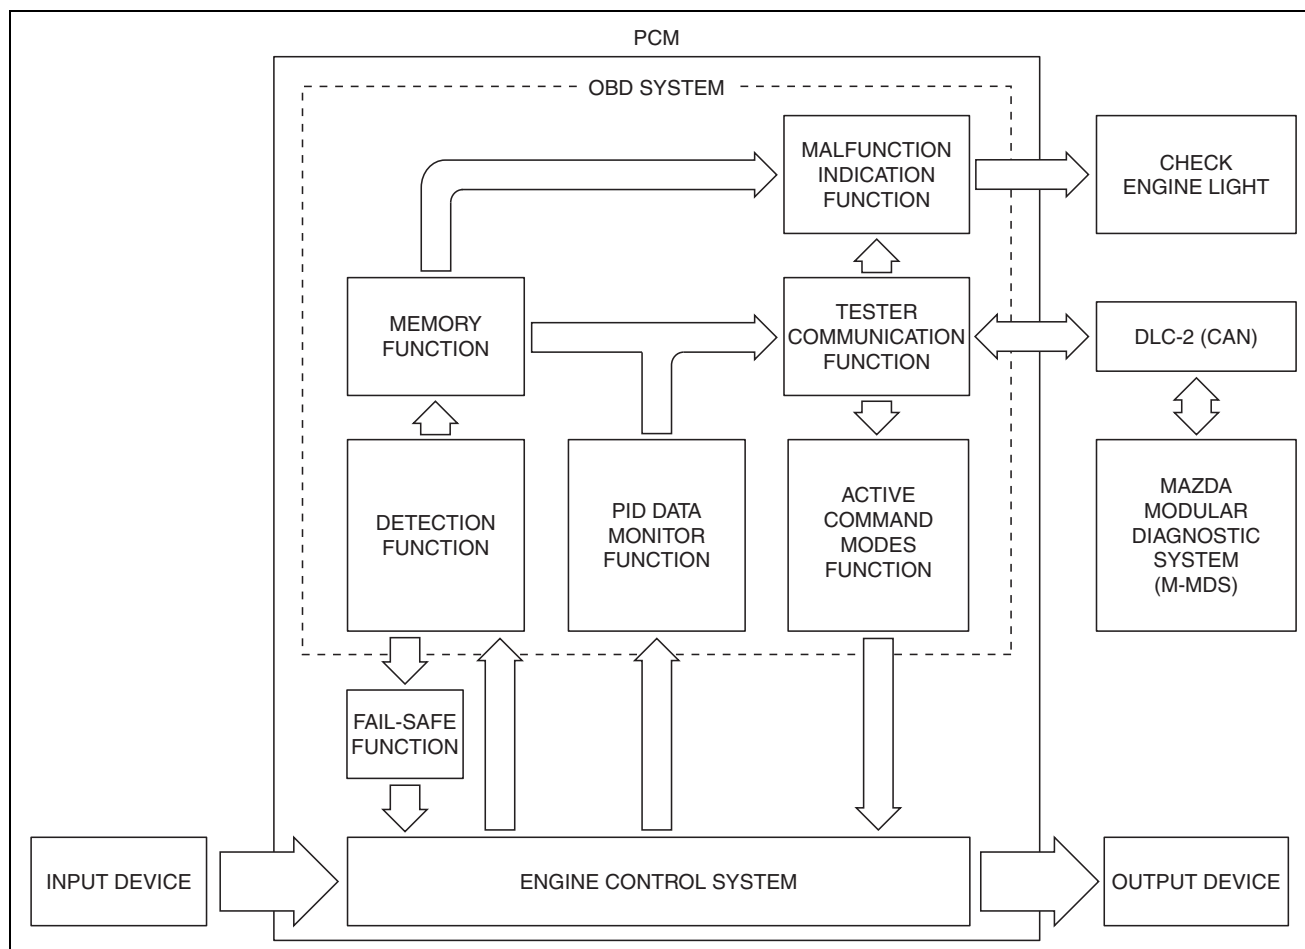 PCM
OBD SYSTEM
MALFUNCTION
INDICATION
FUNCTION
CHECK
ENGINE LIGHT
MEMORY
FUNCTION
TESTER
COMMUNICATION
FUNCTION
DLC-2 (CAN)
DETECTION
FUNCTION
PID DATA
MONITOR
FUNCTION
ACTIVE
COMMAND
MODES
FUNCTION
MAZDA
MODULAR
DIAGNOSTIC
SYSTEM
(M-MDS)
FAIL-SAFE
FUNCTION
INPUT DEVICE
ENGINE CONTROL SYSTEM
OUTPUT DEVICE